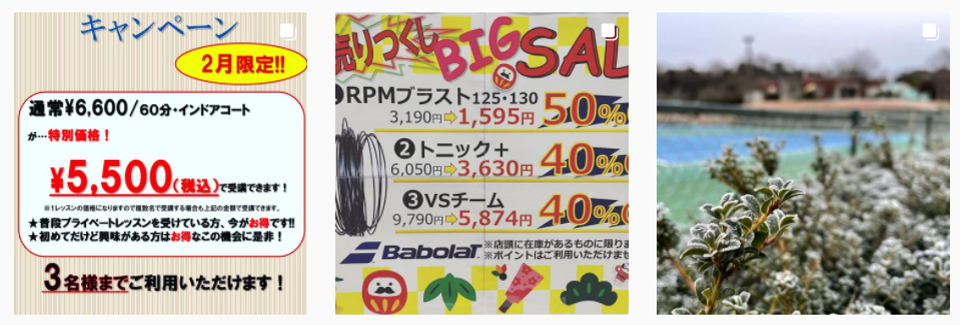 キャンペーン
2月限定!!
通常¥6,600/60分・インドアコート
が…特別価格！
¥5,500(税込)で受講できます！
※1レッスンの価格になりますので複数名で受講する場合も上記の金額で受講できます。
★普段プライベートレッスンを受けている方、今がお得です!!
★初めてだけど興味がある方はお得なこの機会に是非！
3名様までご利用いただけます！
売りつくしBIG SAL
❶RPMブラスト125・130
3,190円⇨1,595円 50%
❷トニック＋
6,050円⇨3,630円 40%
❸VSチーム
9,790円⇨5,874円 40%
Babolat
※店頭に在庫があるものに限りま
※ポイントはご利用いただけませ